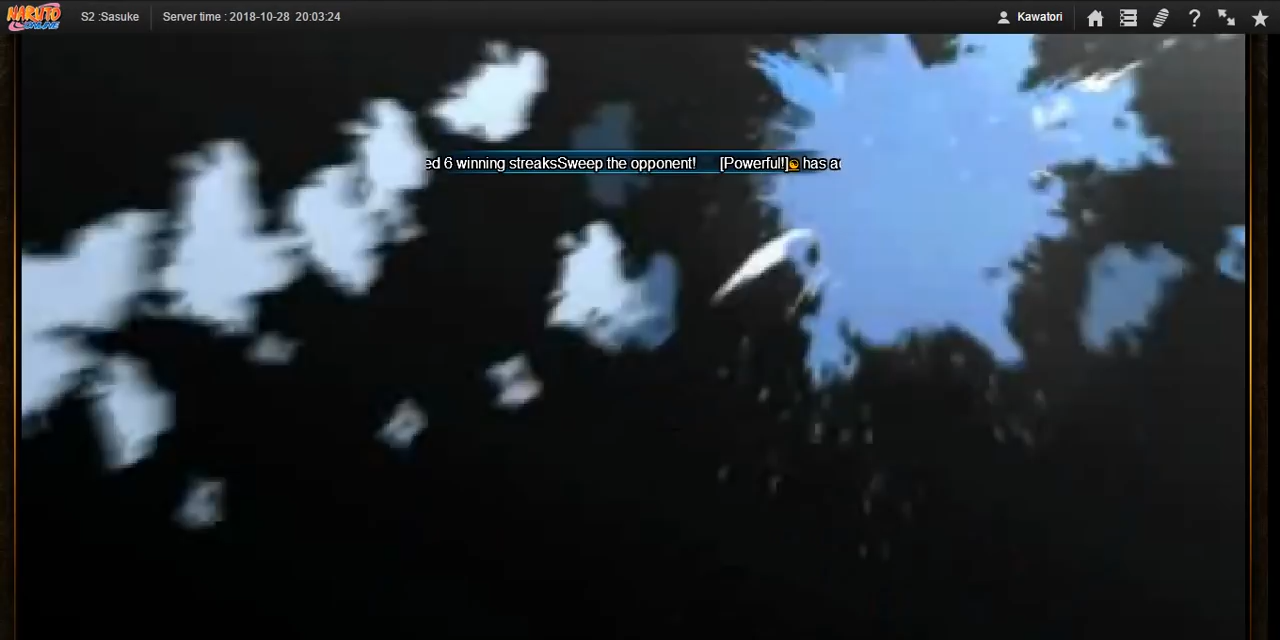 NARUTO ONLINE
S2 :Sasuke
Server time : 2018-10-28 20:03:24
Kawatori
?
ed 6 winning streaksSweep the opponent! [Powerful!] has a